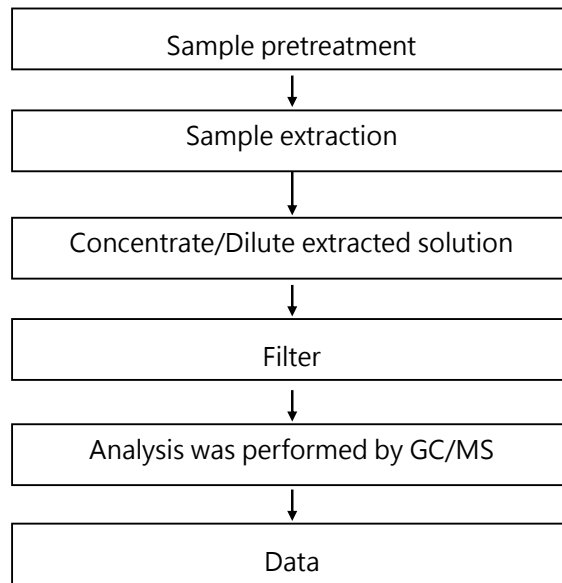 Sample pretreatment
Sample extraction
Concentrate/Dilute extracted solution
Filter
Analysis was performed by GC/MS
Data